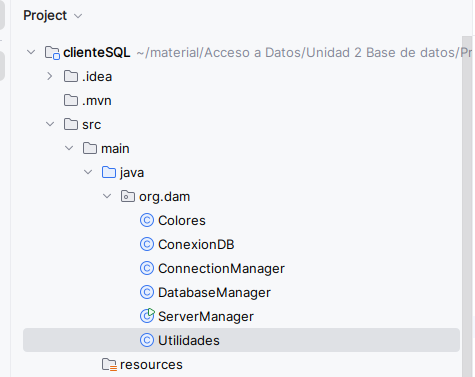 Project
clienteSQL ~/material/Acceso a Datos/Unidad 2 Base de datos/Pr
.idea
.mvn
src
main
java
org.dam
Colores
ConexionDB
ConnectionManager
DatabaseManager
ServerManager
Utilidades
resources